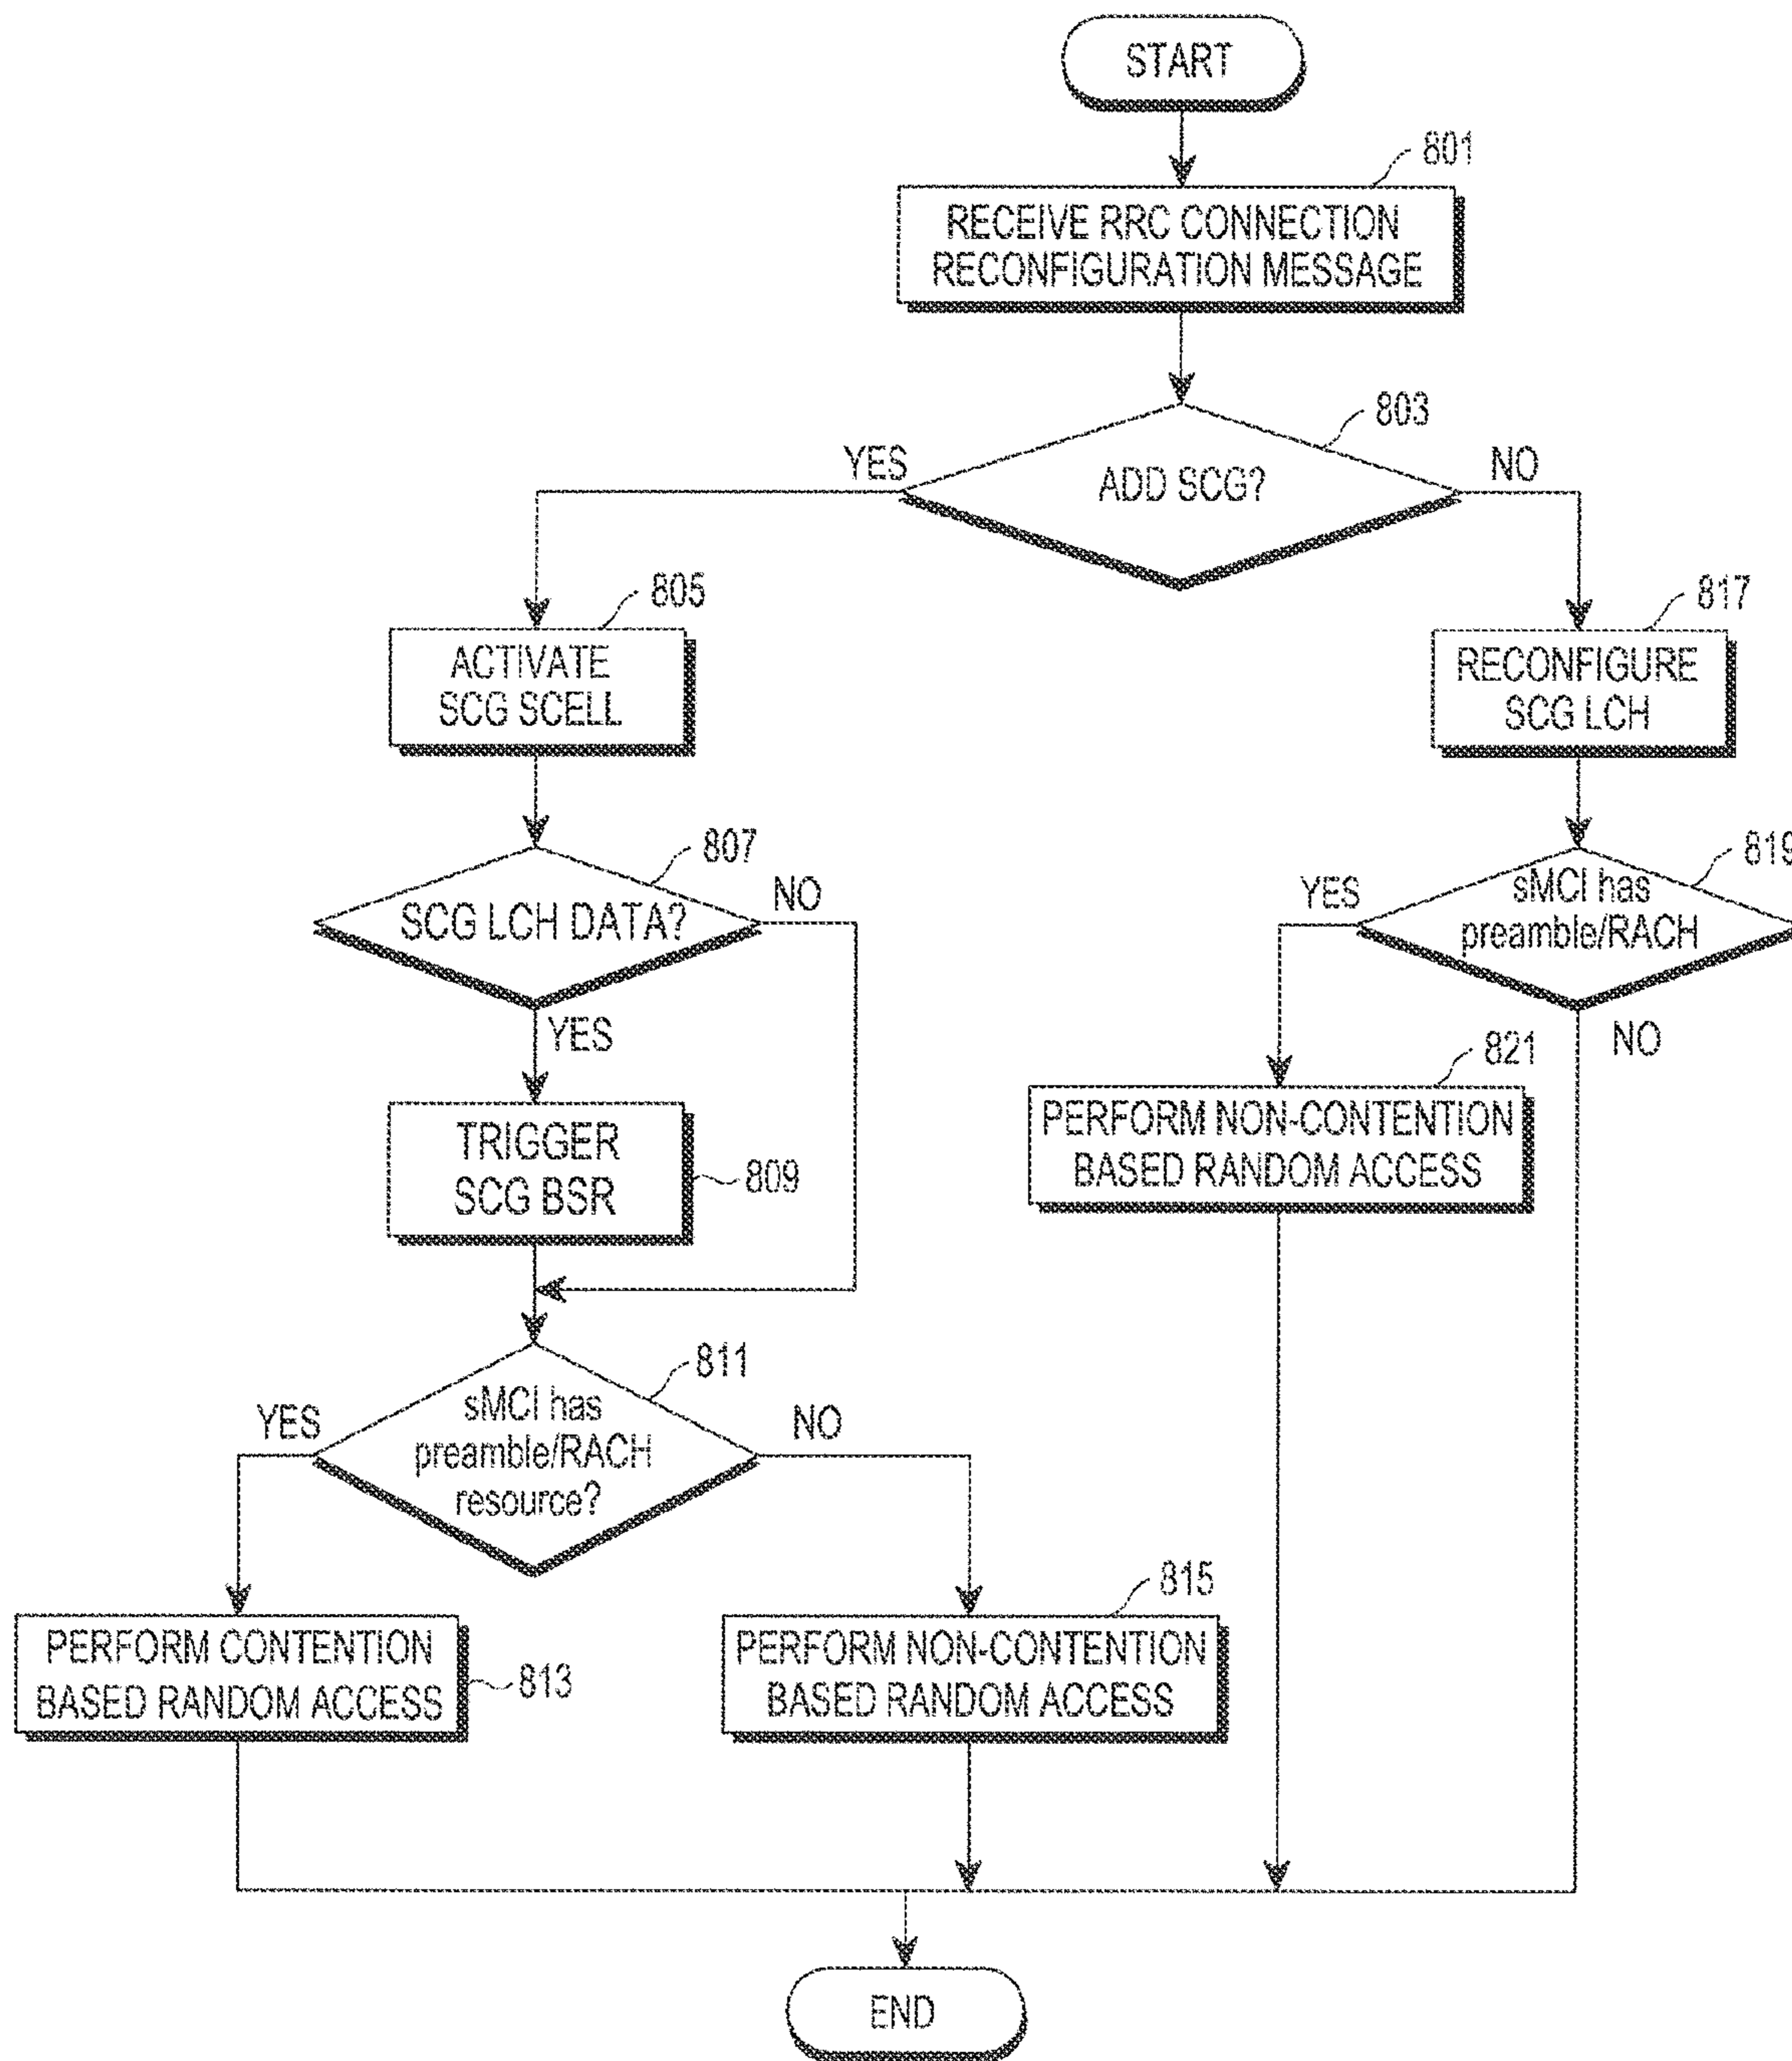 START
801
RECEIVE RRC CONNECTION
RECONFIGURATION MESSAGE
803
ADD SCG?
YES
NO
805
ACTIVATE
SCG SCELL
817
RECONFIGURE
SCG LCH
807
SCG LCH DATA?
NO
YES
819
sMCI has
preamble/RACH
YES
NO
TRIGGER
SCG BSR
809
821
PERFORM NON-CONTENTION
BASED RANDOM ACCESS
811
sMCI has
preamble/RACH
resource?
YES
NO
PERFORM CONTENTION
BASED RANDOM ACCESS
813
815
PERFORM NON-CONTENTION
BASED RANDOM ACCESS
END